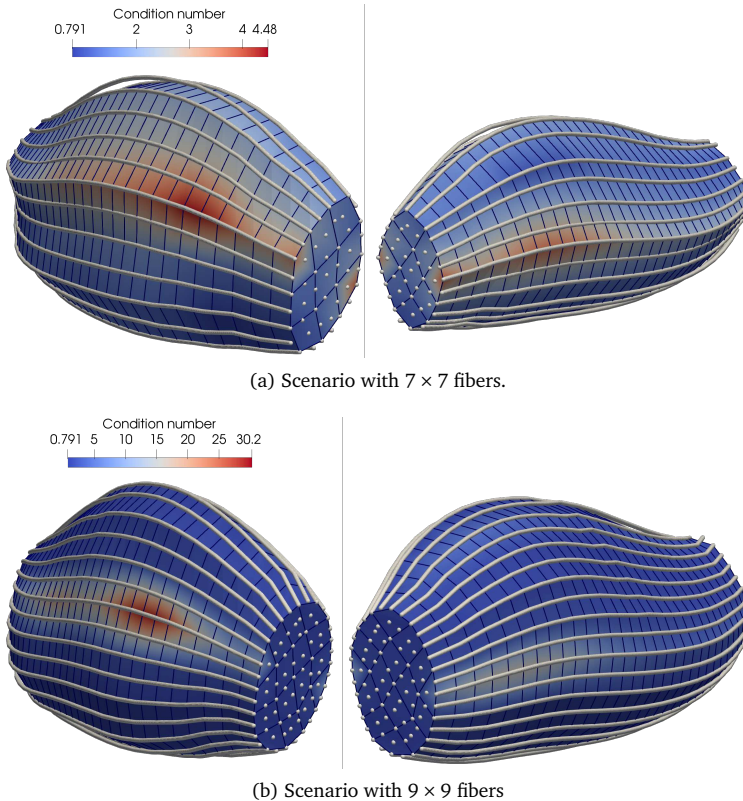 Condition number
0.791 2 3 4 4.48
(a) Scenario with 7 × 7 fibers.
Condition number
0.791 5 10 15 20 25 30.2
(b) Scenario with 9 × 9 fibers